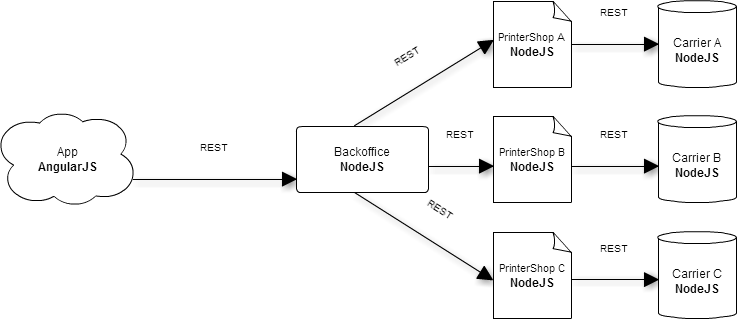 REST
PrinterShop A
NodeJS
REST
Carrier A
NodeJS
App
AngularJS
REST
Backoffice
NodeJS
REST
PrinterShop B
NodeJS
REST
Carrier B
NodeJS
REST
PrinterShop C
NodeJS
REST
Carrier C
NodeJS